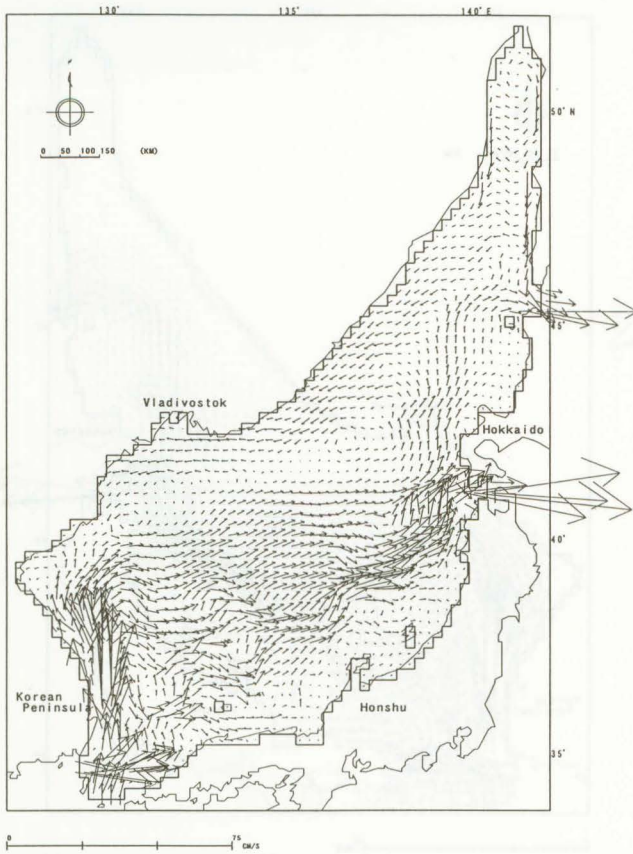 130° 135° 140° E
50° N
0 50 100 150 (KM)
45°
Vladivostok
Hokkaido
40°
Korean
Peninsula
Honshu
35°
0 75
CM/S